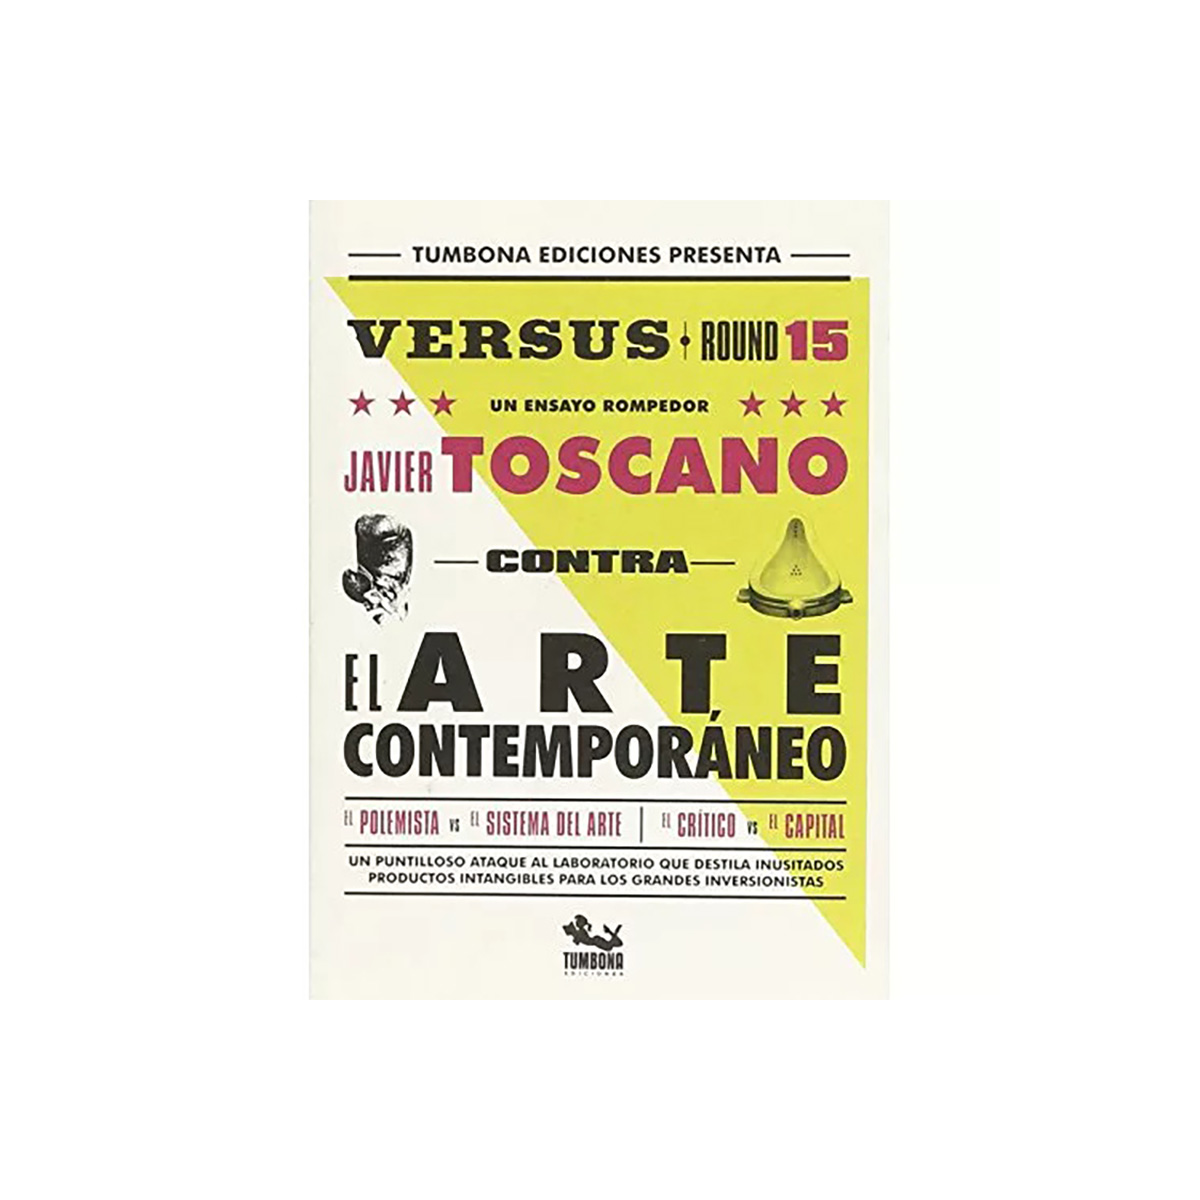 TUMBONA EDICIONES PRESENTA
VERSUS ROUND 15
UN ENSAYO ROMPEDOR
JAVIER TOSCANO
CONTRA
EL ARTE
CONTEMPORÁNEO
EL POLEMISTA VS EL SISTEMA DEL ARTE | EL CRÍTICO VS EL CAPITAL
UN PUNTILLOSO ATAQUE AL LABORATORIO QUE DESTILA INUSITADOS
PRODUCTOS INTANGIBLES PARA LOS GRANDES INVERSIONISTAS
TUMBONA
EDICIONES